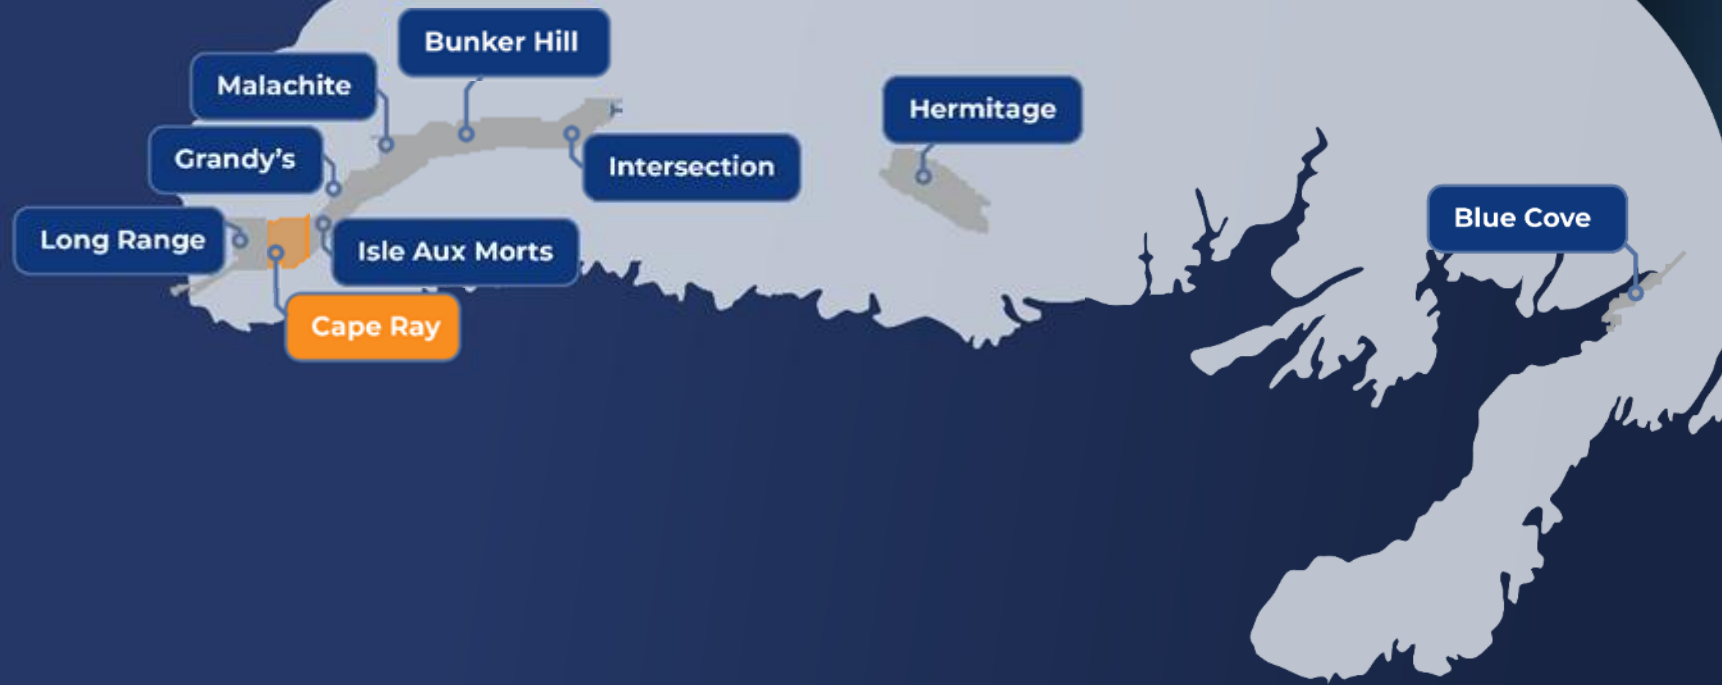 Bunker Hill
Malachite
Hermitage
Grandy's
Intersection
Blue Cove
Long Range
Isle Aux Morts
Cape Ray